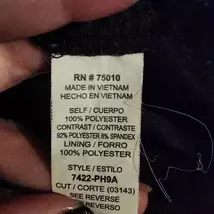 RN # 75010
MADE IN VIETNAM
HECHO EN VIETNAM
SELF / CUERPO
100% POLYESTER
CONTRAST / CONTRASTE
92% POLYESTER 8% SPANDEX
LINING / FORRO
100% POLYESTER
STYLE / ESTILO
7422-PH9A
CUT / CORTE (03143)
SEE REVERSE
REVERSE